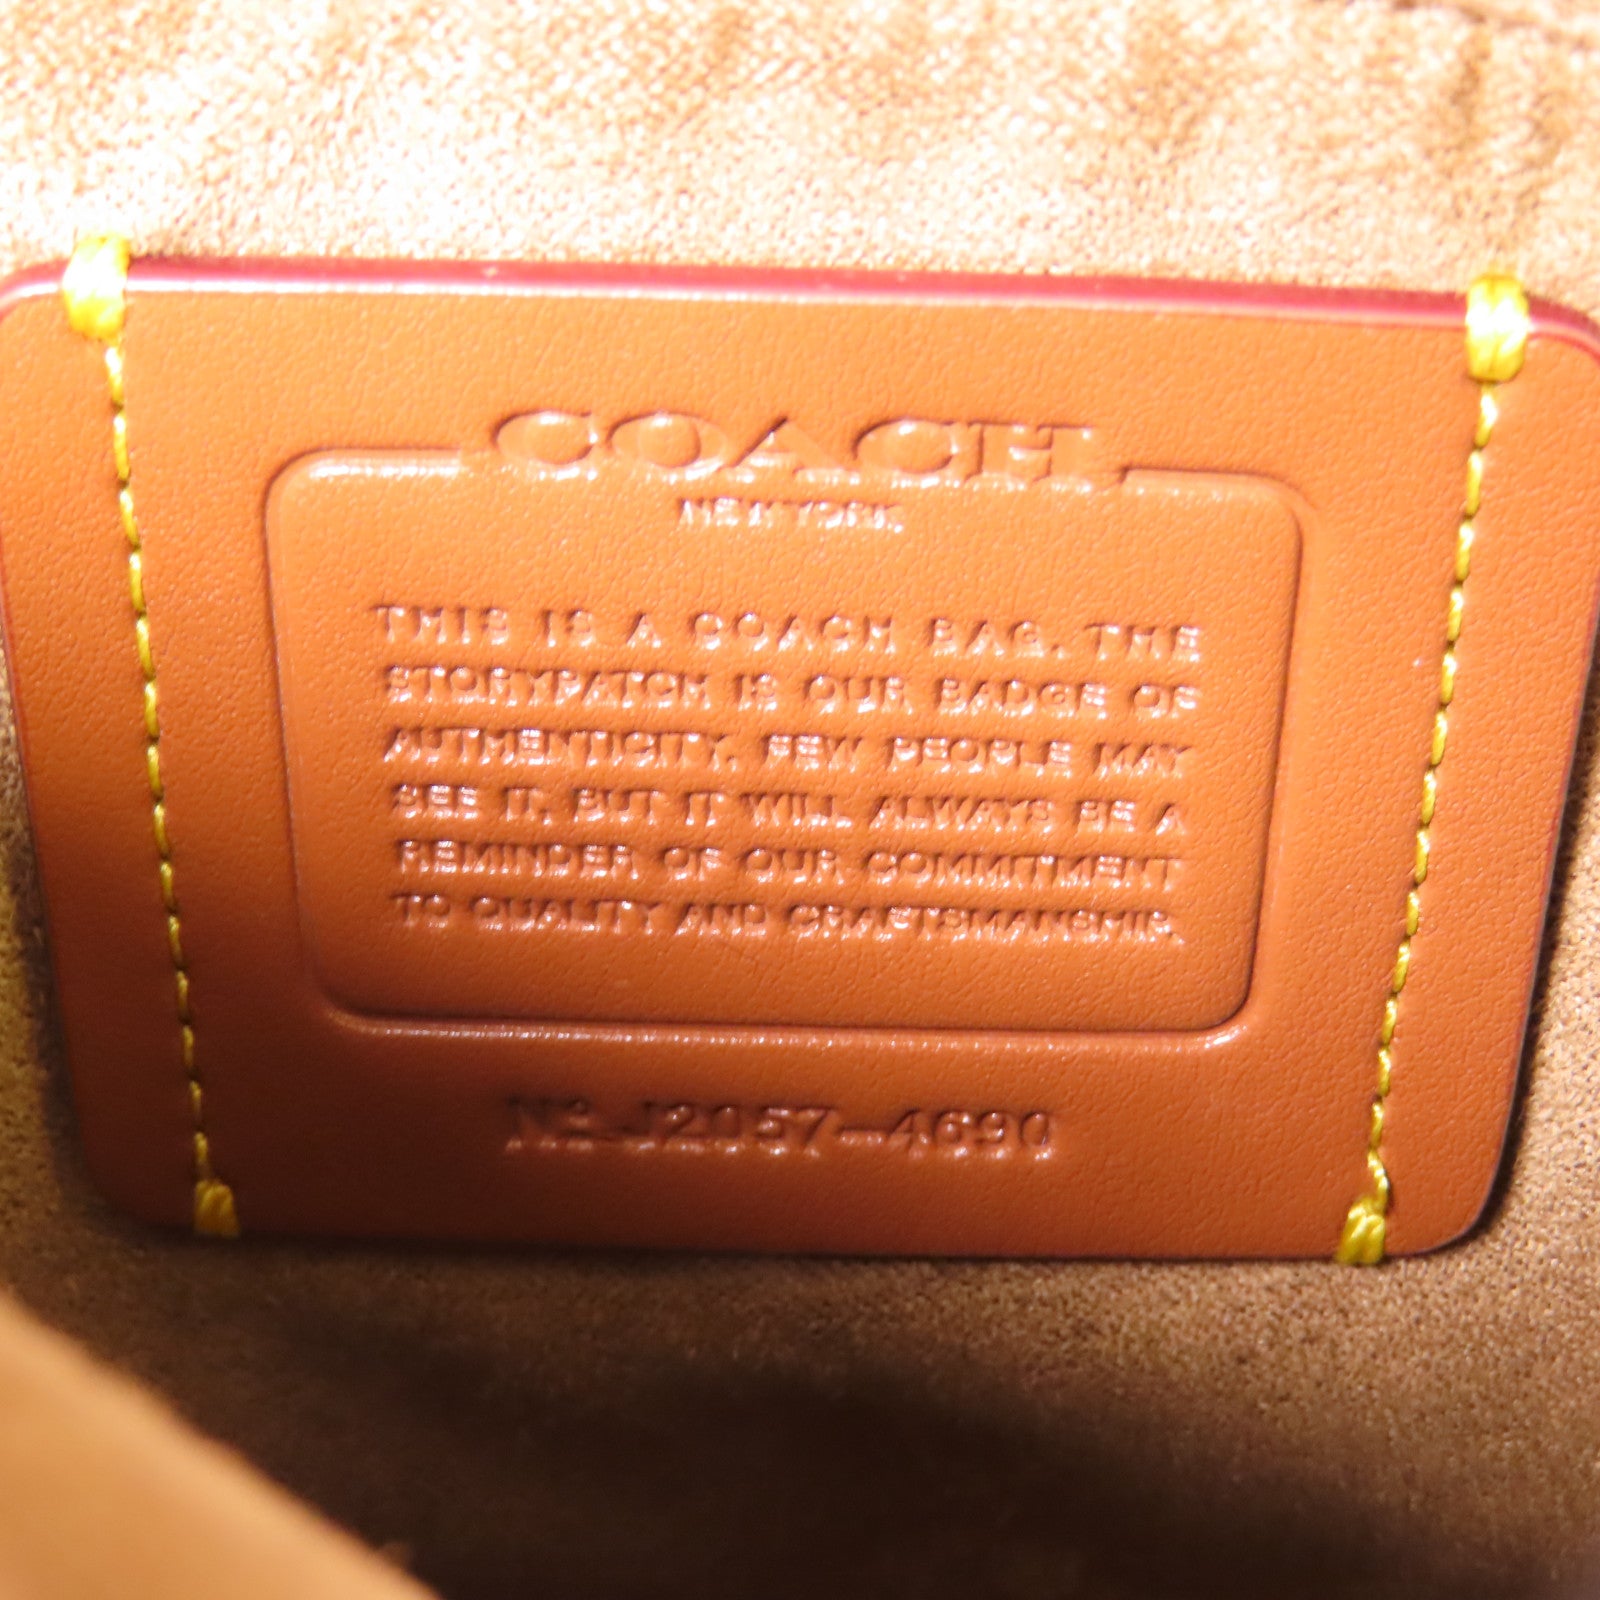 COACH
NEW YORK
THIS IS A COACH BAG. THE
STORYPATCH IS OUR BADGE OF
AUTHENTICITY. FEW PEOPLE MAY
SEE IT, BUT IT WILL ALWAYS BE A
REMINDER OF OUR COMMITMENT
TO QUALITY AND CRAFTSMANSHIP.
Nº J2057-4690